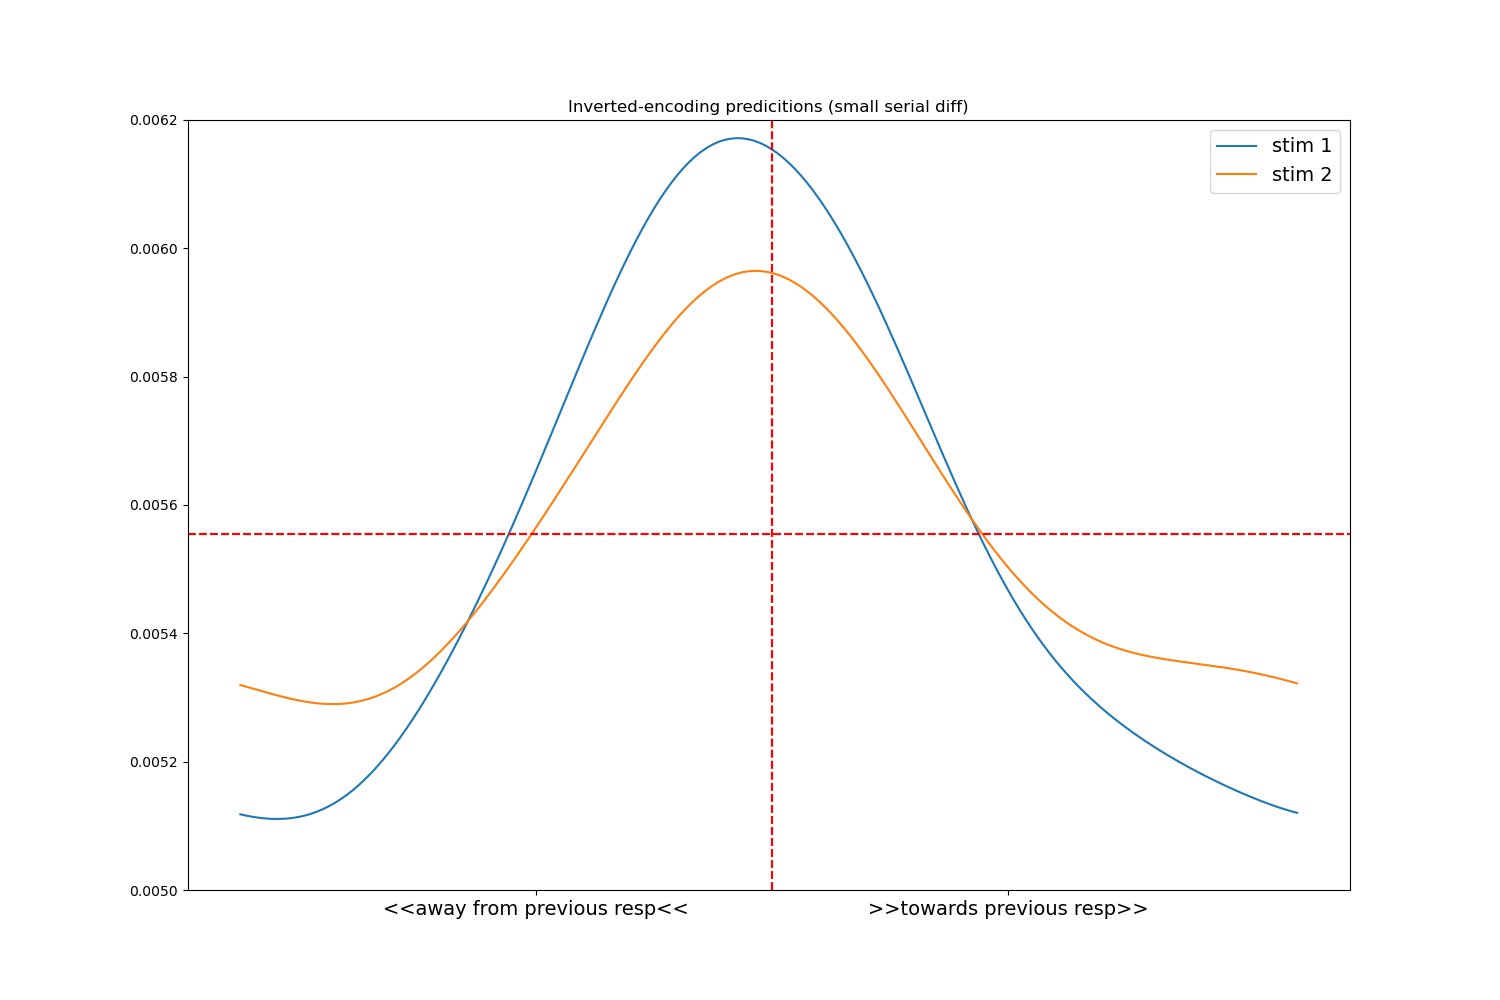 Inverted-encoding predicitions (small serial diff)
0.0062
0.0060
0.0058
0.0056
0.0054
0.0052
0.0050
stim 1
stim 2
<<away from previous resp<<
>>towards previous resp>>